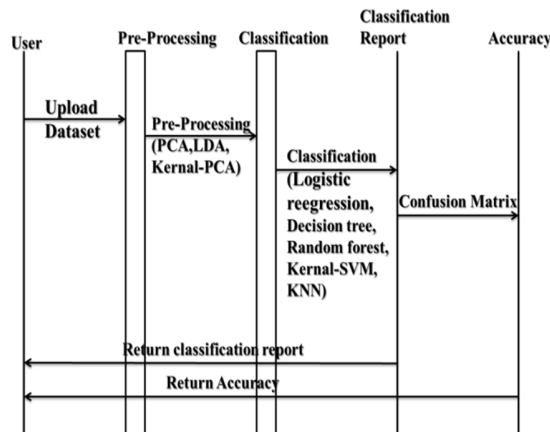 User
Pre-Processing
Classification
Classification
Report
Accuracy
Upload
Dataset
Pre-Processing
(PCA,LDA,
Kernal-PCA)
Classification
(Logistic
reegression,
Decision tree,
Random forest,
Kernal-SVM,
KNN)
Confusion Matrix
Return classification report
Return Accuracy